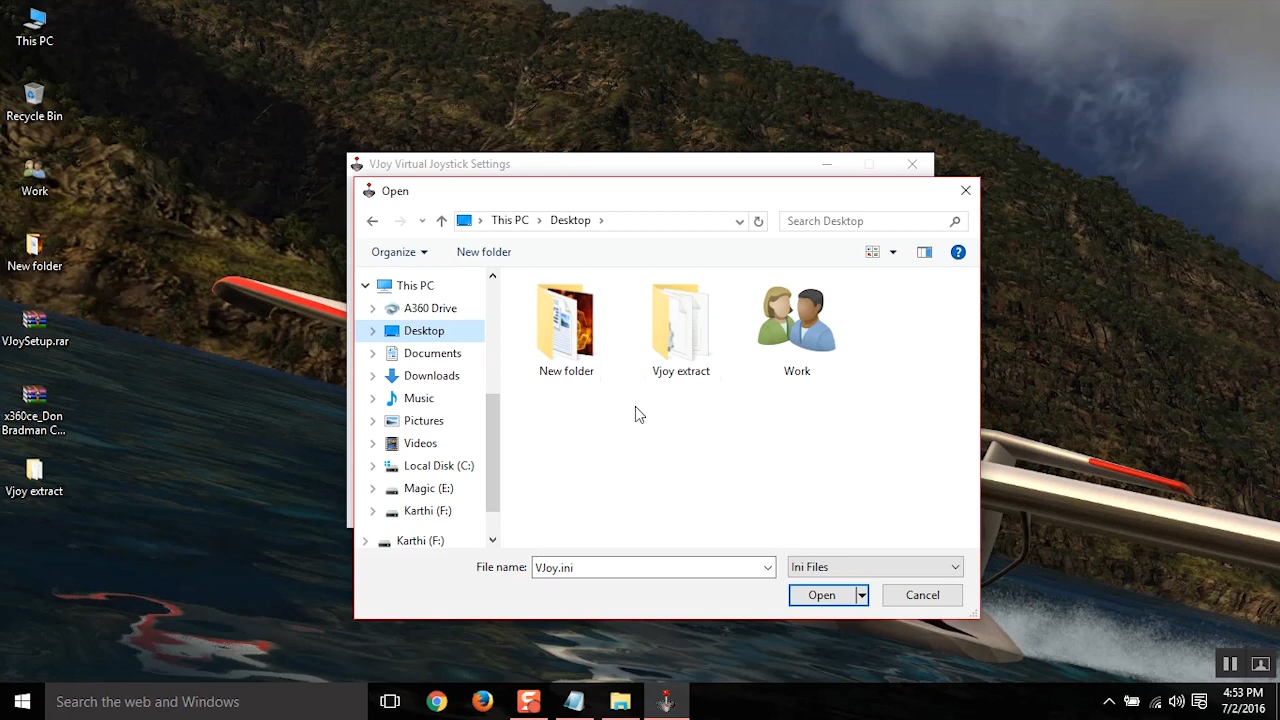 This PC
Recycle Bin
Work
New folder
VJoySetup.rar
x360ce_Don
Bradman C...
Vjoy extract
VJoy Virtual Joystick Settings
Open
This PC
Desktop
Search Desktop
Organize
New folder
This PC
A360 Drive
Desktop
Documents
Downloads
Music
Pictures
Videos
Local Disk (C:)
Magic (E:)
Karthi (F:)
Karthi (F:)
New folder
Vjoy extract
Work
File name:
VJoy.ini
Ini Files
Open
Cancel
Search the web and Windows
4:53 PM
7/2/2016